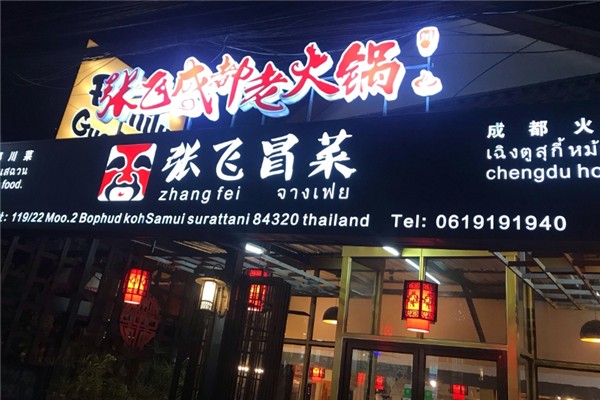 张飞成都老火锅
川菜
food.
张飞冒菜
zhang fei จางเฟย
成都火
เฉิงตูสุกี้หม้
chengdu ho
: 119/22 Moo.2 Bophud kohSamui surattani 84320 thailand Tel: 0619191940